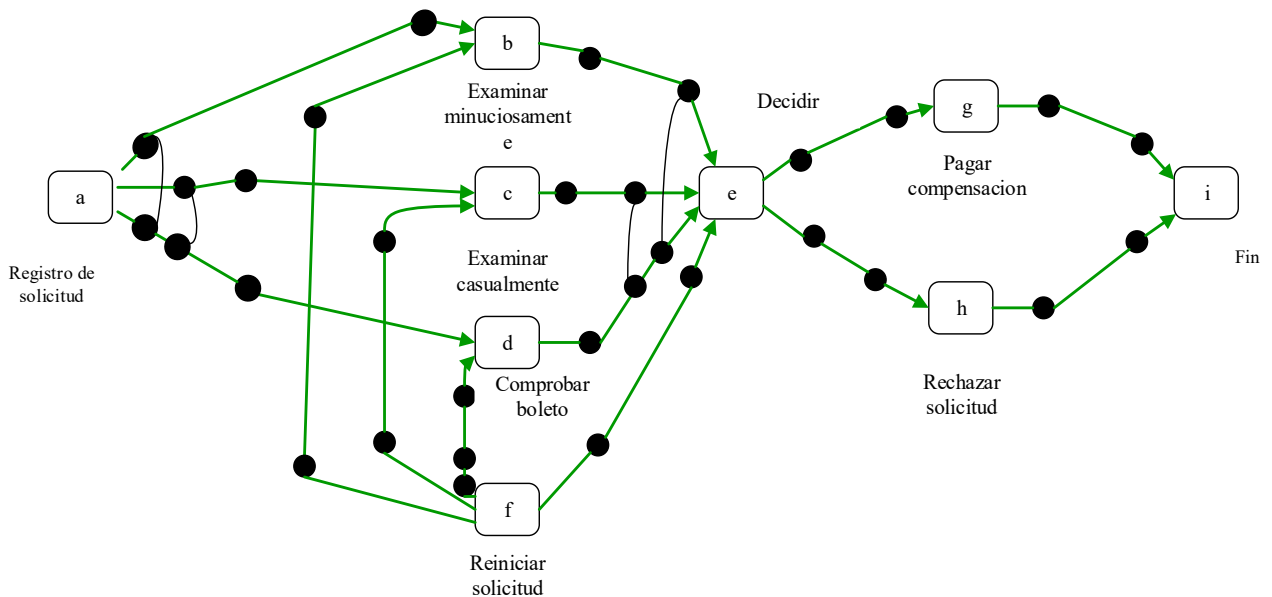 a
Registro de
solicitud
b
Examinar
minuciosament
e
c
Examinar
casualmente
d
Comprobar
boleto
f
Reiniciar
solicitud
e
Decidir
g
Pagar
compensacion
h
Rechazar
solicitud
i
Fin